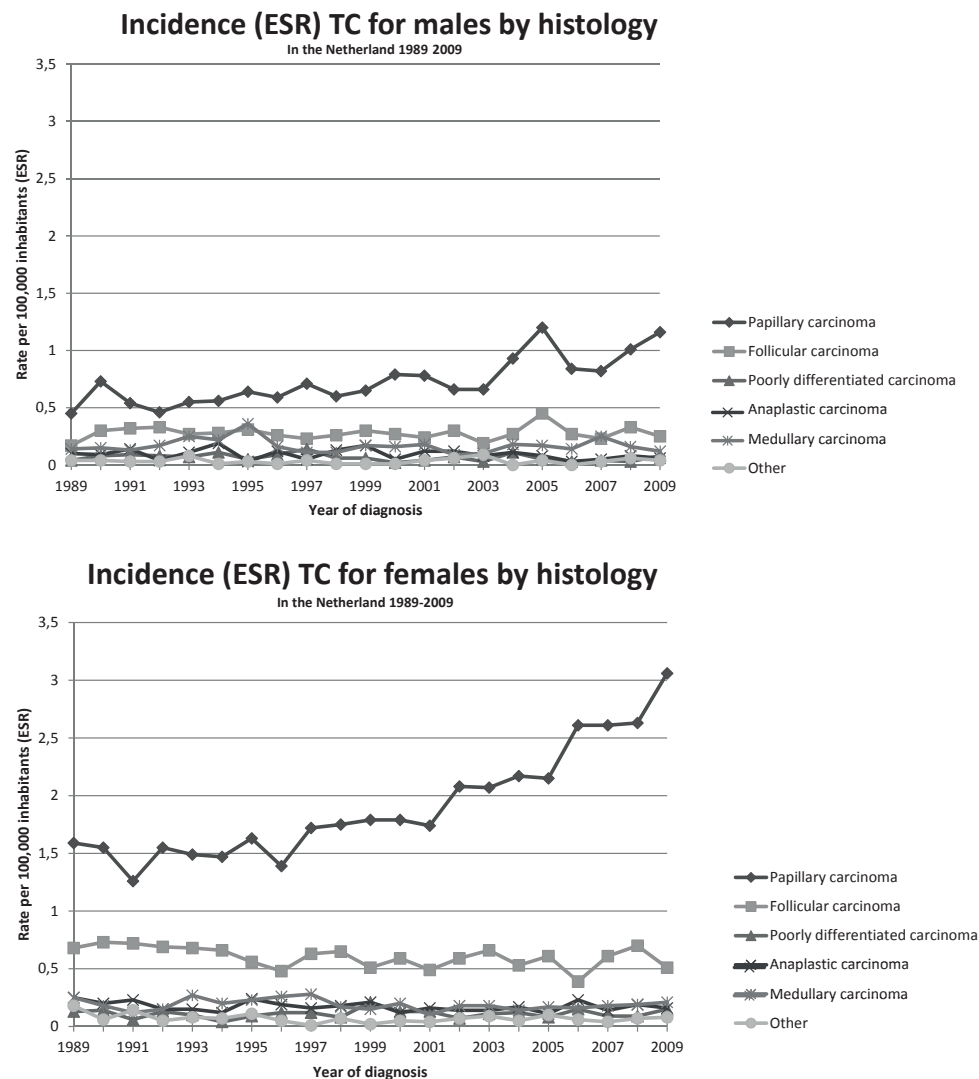 Incidence (ESR) TC for males by histology
In the Netherland 1989 2009
Rate per 100,000 inhabitants (ESR)
3,5
3
2,5
2
1,5
1
0,5
0
1989 1991 1993 1995 1997 1999 2001 2003 2005 2007 2009
Year of diagnosis
Papillary carcinoma
Follicular carcinoma
Poorly differentiated carcinoma
Anaplastic carcinoma
Medullary carcinoma
Other
Incidence (ESR) TC for females by histology
In the Netherland 1989-2009
Rate per 100,000 inhabitants (ESR)
3,5
3
2,5
2
1,5
1
0,5
0
1989 1991 1993 1995 1997 1999 2001 2003 2005 2007 2009
Year of diagnosis
Papillary carcinoma
Follicular carcinoma
Poorly differentiated carcinoma
Anaplastic carcinoma
Medullary carcinoma
Other